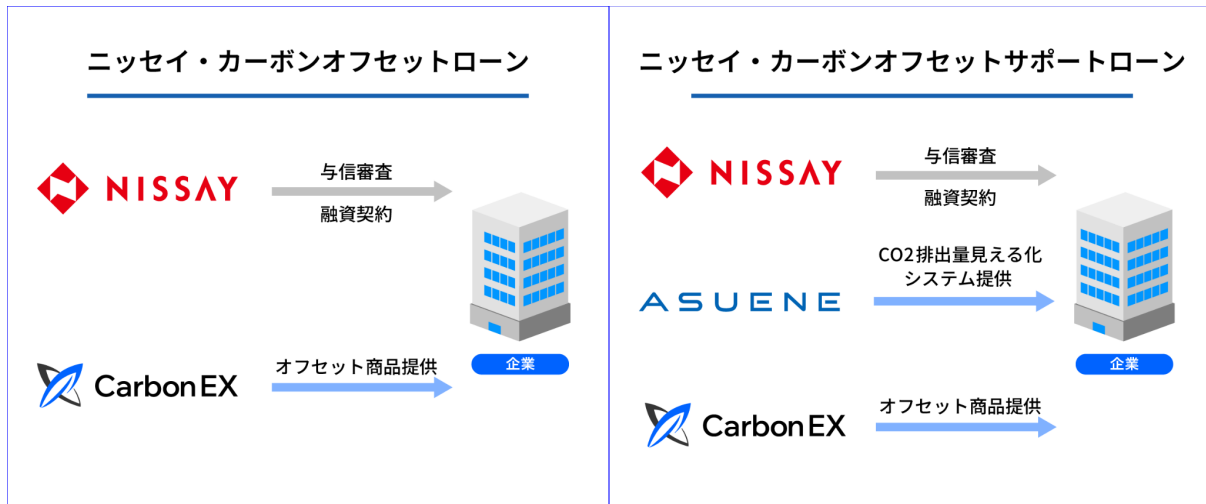 ニッセイ・カーボンオフセットローン
NISSAY
与信審査
融資契約
CarbonEX
オフセット商品提供
企業
ニッセイ・カーボンオフセットサポートローン
NISSAY
与信審査
融資契約
ASUENE
CO2排出量見える化
システム提供
CarbonEX
オフセット商品提供
企業